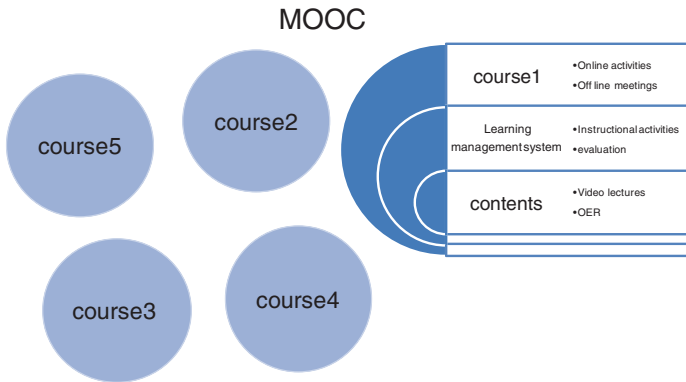 MOOC
course5
course2
course3
course4
course1
•Online activities
•Off line meetings
Learning
management system
•Instructional activities
•evaluation
contents
•Video lectures
•OER